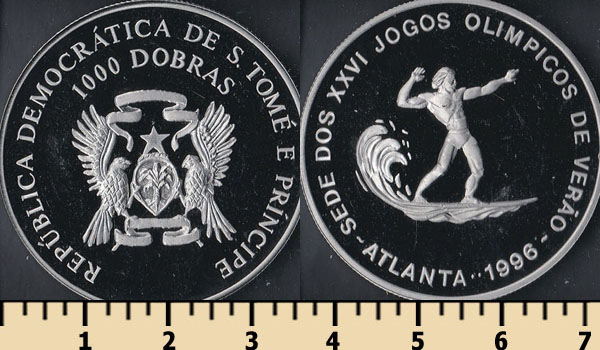 REPÚBLICA DEMOCRÁTICA DE S. TOMÉ E PRÍNCIPE
1000 DOBRAS
SEDE DOS XXVI JOGOS OLIMPICOS DE VERÃO
-ATLANTA··1996-
1 2 3 4 5 6 7